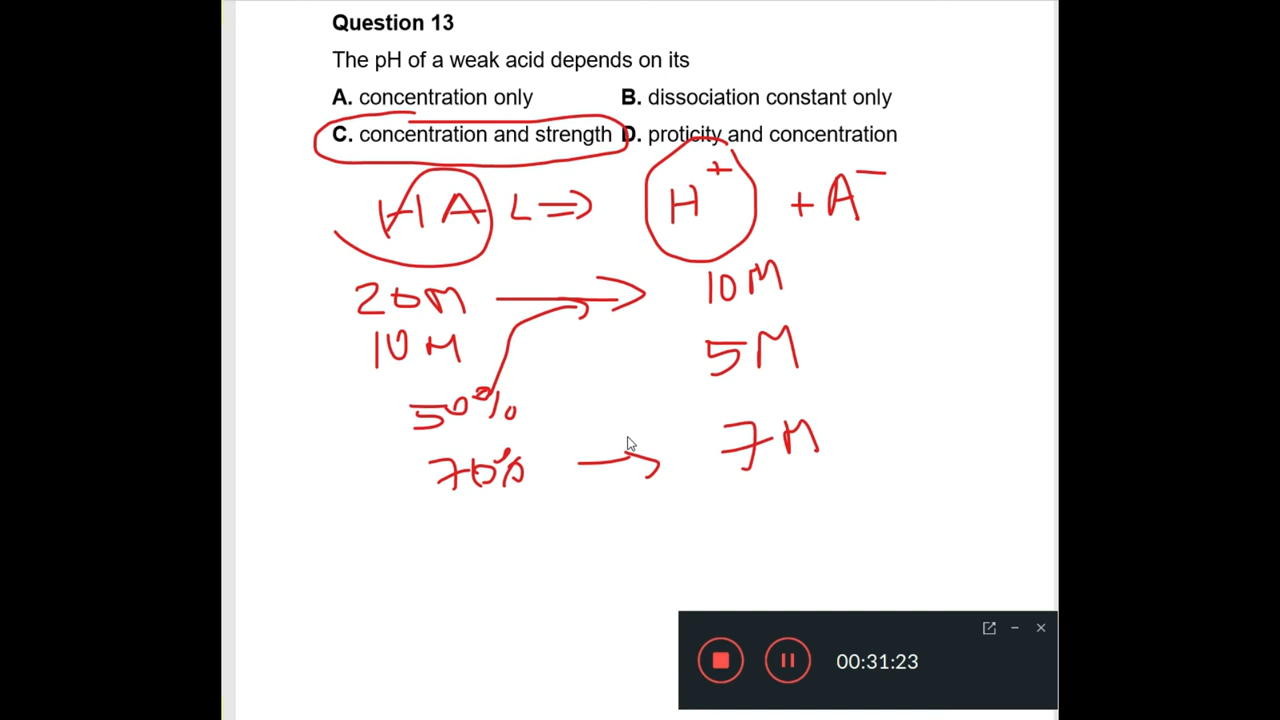 Question 13
The pH of a weak acid depends on its
A. concentration only B. dissociation constant only
C. concentration and strength D. proticity and concentration
HA ⇌ H⁺ + A⁻
20M → 10M
10M 5M
50%
70% → 7M
00:31:23